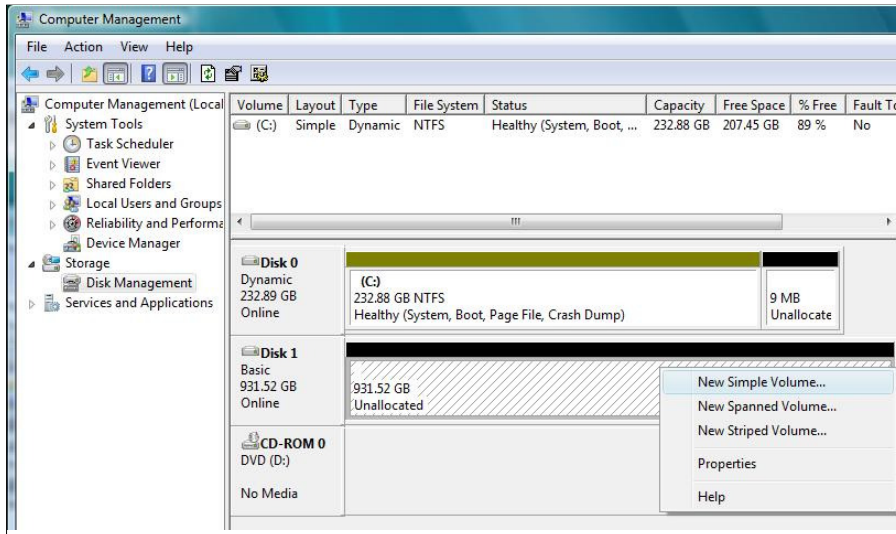 Computer Management
File Action View Help
Computer Management (Local
System Tools
Task Scheduler
Event Viewer
Shared Folders
Local Users and Groups
Reliability and Performa
Device Manager
Storage
Disk Management
Services and Applications
Volume Layout Type File System Status Capacity Free Space % Free Fault To
(C:) Simple Dynamic NTFS Healthy (System, Boot, ... 232.88 GB 207.45 GB 89 % No
Disk 0
Dynamic
232.89 GB
Online
(C:)
232.88 GB NTFS
Healthy (System, Boot, Page File, Crash Dump)
9 MB
Unallocate
Disk 1
Basic
931.52 GB
Online
931.52 GB
Unallocated
New Simple Volume...
New Spanned Volume...
New Striped Volume...
Properties
Help
CD-ROM 0
DVD (D:)
No Media